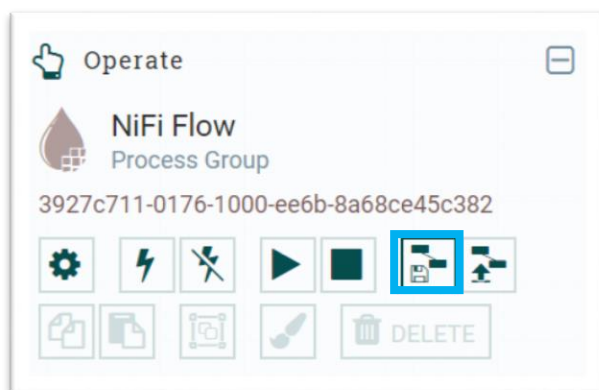 Operate
NiFi Flow
Process Group
3927c711-0176-1000-ee6b-8a68ce45c382
DELETE